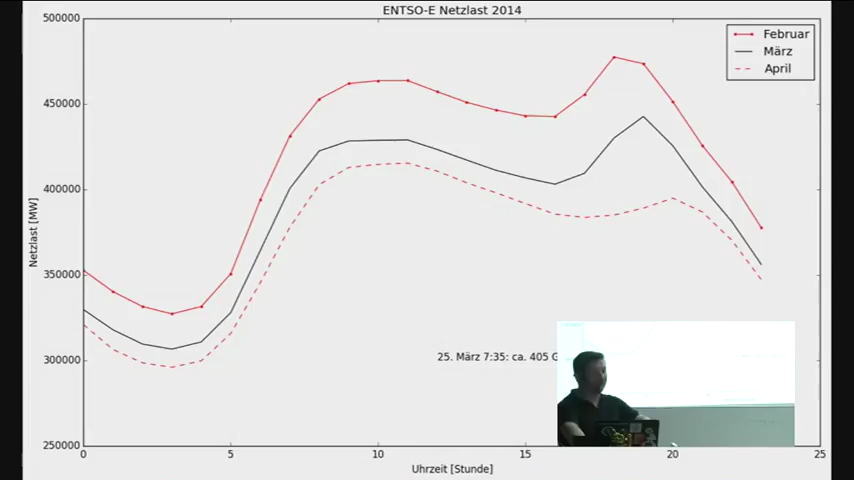 ENTSO-E Netzlast 2014
500000
450000
400000
350000
300000
250000
Netzlast [MW]
Februar
März
April
25. März 7:35: ca. 405
0 5 10 15 20 25
Uhrzeit [Stunde]